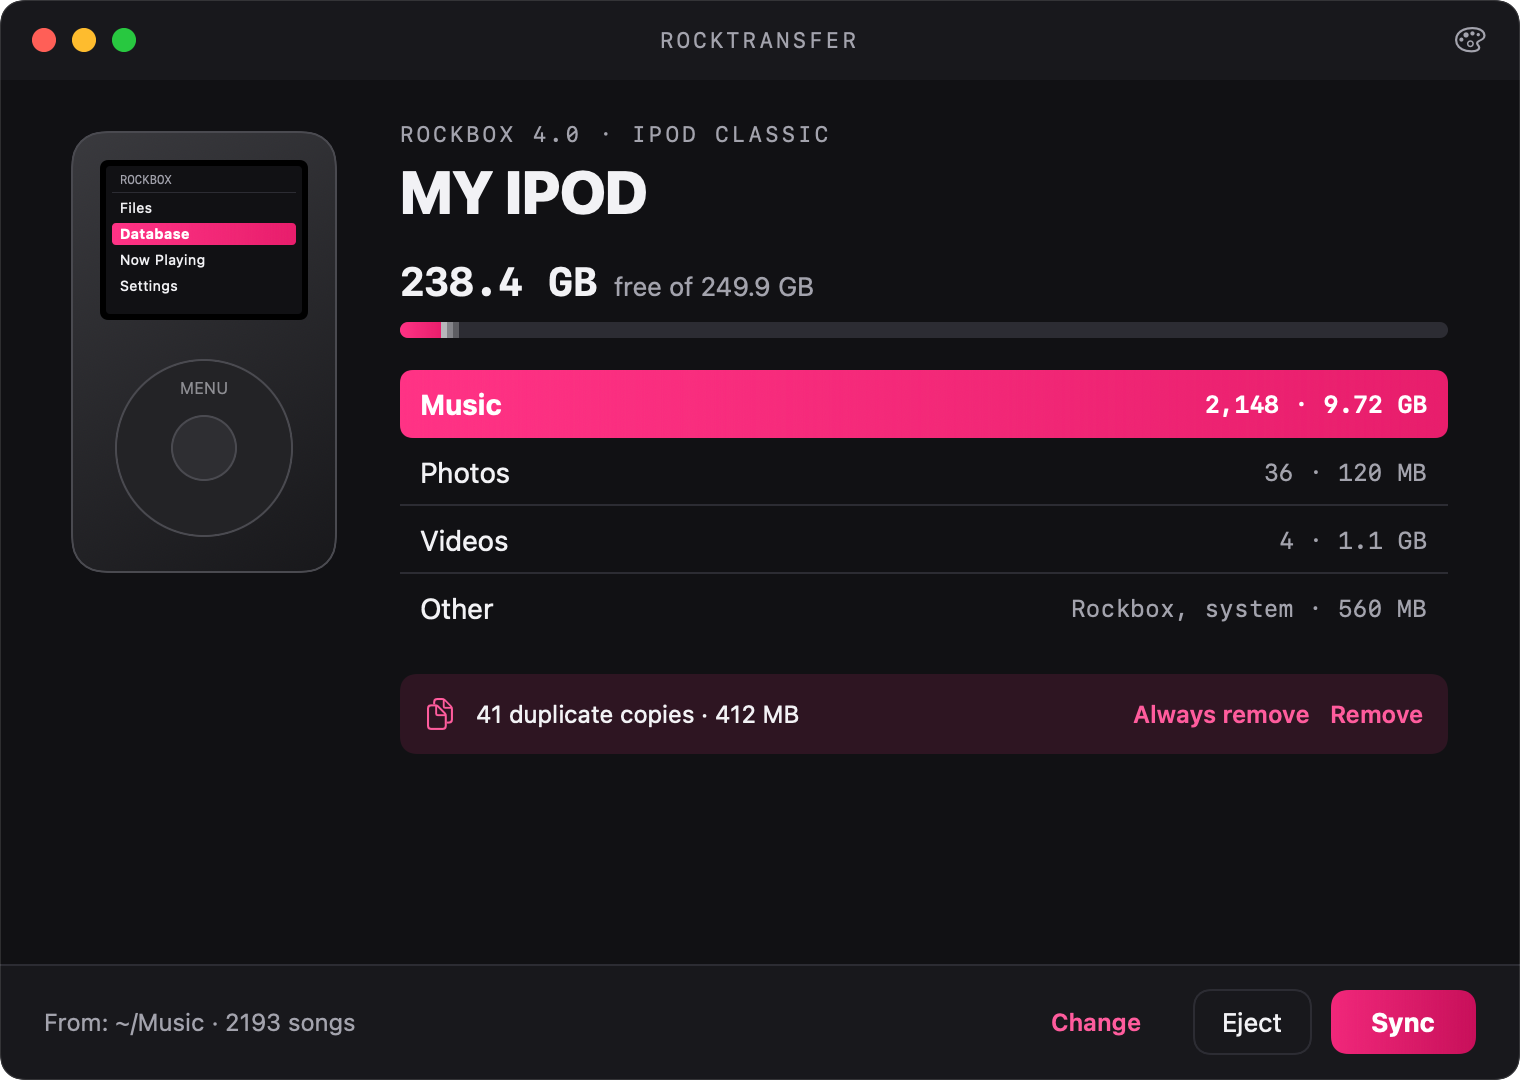 ROCKTRANSFER
ROCKBOX
Files
Database
Now Playing
Settings
MENU
ROCKBOX 4.0 · IPOD CLASSIC
MY IPOD
238.4 GB free of 249.9 GB
Music 2,148 · 9.72 GB
Photos 36 · 120 MB
Videos 4 · 1.1 GB
Other Rockbox, system · 560 MB
41 duplicate copies · 412 MB Always remove Remove
From: ~/Music · 2193 songs Change Eject Sync